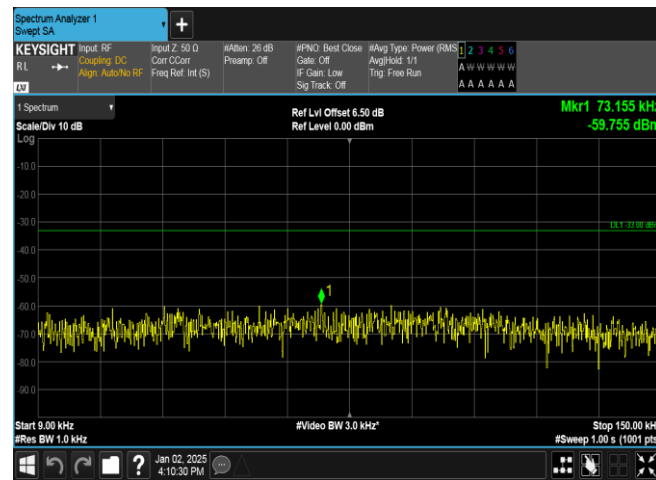 Spectrum Analyzer 1
Swept SA
+
KEYSIGHT Input: RF Input Z: 50 Ω #Atten: 26 dB #PNO: Best Close #Avg Type: Power (RMS 1 2 3 4 5 6
R L Coupling: DC Corr CCorr Preamp: Off Gate: Off Avg|Hold: 1/1 A W W W W W
Align: Auto/No RF Freq Ref: Int (S) IF Gain: Low Trig: Free Run
LXI Sig Track: Off A A A A A A
1 Spectrum Ref Lvl Offset 6.50 dB Mkr1 73.155 kHz
Scale/Div 10 dB Ref Level 0.00 dBm -59.755 dBm
Log
-10.0
-20.0
-30.0 DL1 -33.00 dBm
-40.0
-50.0
1
-60.0
-70.0
-80.0
-90.0
Start 9.00 kHz #Video BW 3.0 kHz* Stop 150.00 kHz
#Res BW 1.0 kHz #Sweep 1.00 s (1001 pts
? Jan 02, 2025
4:10:30 PM